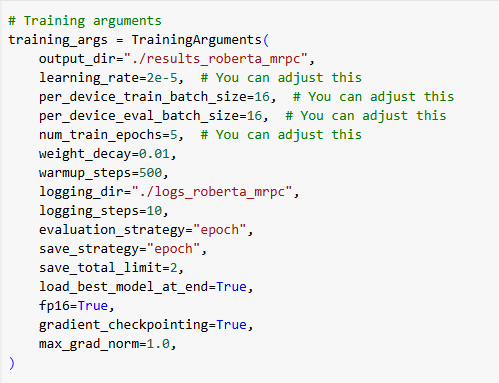 # Training arguments
training_args = TrainingArguments(
    output_dir="./results_roberta_mrpc",
    learning_rate=2e-5,  # You can adjust this
    per_device_train_batch_size=16,  # You can adjust this
    per_device_eval_batch_size=16,  # You can adjust this
    num_train_epochs=5,  # You can adjust this
    weight_decay=0.01,
    warmup_steps=500,
    logging_dir="./logs_roberta_mrpc",
    logging_steps=10,
    evaluation_strategy="epoch",
    save_strategy="epoch",
    save_total_limit=2,
    load_best_model_at_end=True,
    fp16=True,
    gradient_checkpointing=True,
    max_grad_norm=1.0,
)